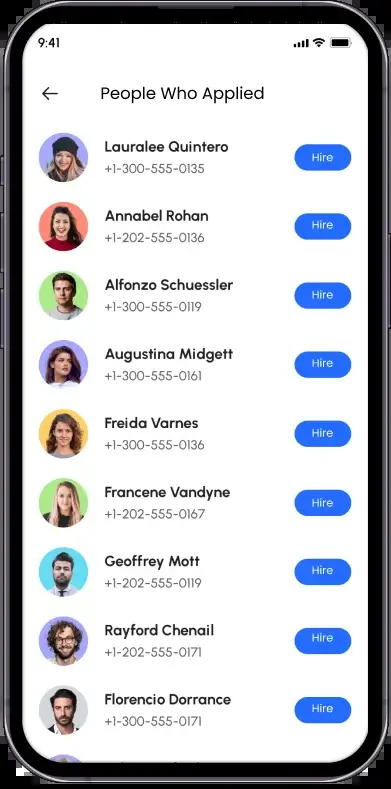 9:41
People Who Applied
Lauralee Quintero
+1-300-555-0135
Hire
Annabel Rohan
+1-202-555-0136
Hire
Alfonzo Schuessler
+1-300-555-0119
Hire
Augustina Midgett
+1-300-555-0161
Hire
Freida Varnes
+1-300-555-0136
Hire
Francene Vandyne
+1-202-555-0167
Hire
Geoffrey Mott
+1-202-555-0119
Hire
Rayford Chenail
+1-202-555-0171
Hire
Florencio Dorrance
+1-300-555-0171
Hire